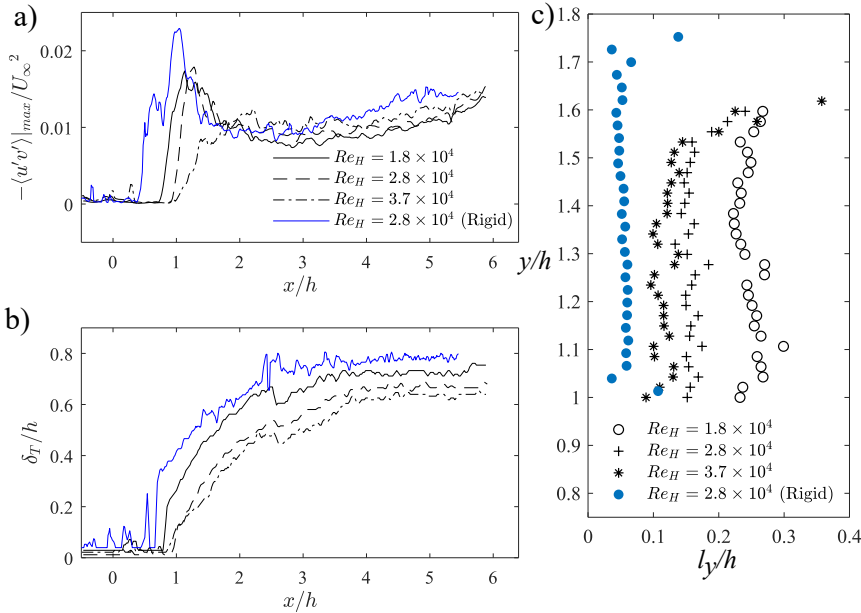 a)
0.02
0.01
0
−⟨u′v′⟩|max/U∞²
Re_H = 1.8 × 10⁴
Re_H = 2.8 × 10⁴
Re_H = 3.7 × 10⁴
Re_H = 2.8 × 10⁴ (Rigid)
0 1 2 3 4 5 6
x/h
b)
0.8
0.6
0.4
0.2
0
δ_T/h
0 1 2 3 4 5 6
x/h
c)
1.8
1.7
1.6
1.5
1.4
1.3
1.2
1.1
1
0.9
0.8
y/h
Re_H = 1.8 × 10⁴
Re_H = 2.8 × 10⁴
Re_H = 3.7 × 10⁴
Re_H = 2.8 × 10⁴ (Rigid)
0 0.1 0.2 0.3 0.4
l_y/h